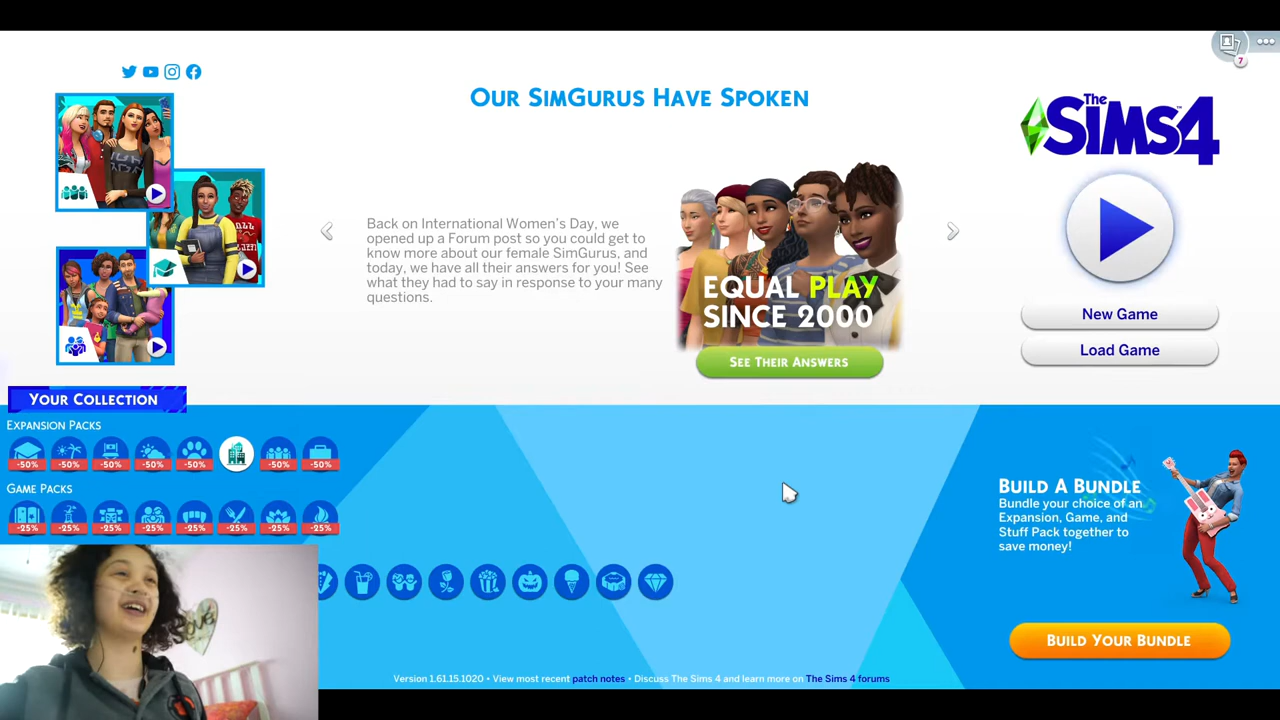 7
OUR SIMGURUS HAVE SPOKEN
The
SIMS4
Back on International Women's Day, we
opened up a Forum post so you could get to
know more about our female SimGurus, and
today, we have all their answers for you! See
what they had to say in response to your many
questions.
EQUAL PLAY
SINCE 2000
SEE THEIR ANSWERS
New Game
Load Game
YOUR COLLECTION
EXPANSION PACKS
-50% -50% -50% -50% -50% -50% -50%
GAME PACKS
-25% -25% -25% -25% -25% -25% -25% -25%
BUILD A BUNDLE
Bundle your choice of an
Expansion, Game, and
Stuff Pack together to
save money!
BUILD YOUR BUNDLE
Version 1.61.15.1020 • View most recent patch notes • Discuss The Sims 4 and learn more on The Sims 4 forums